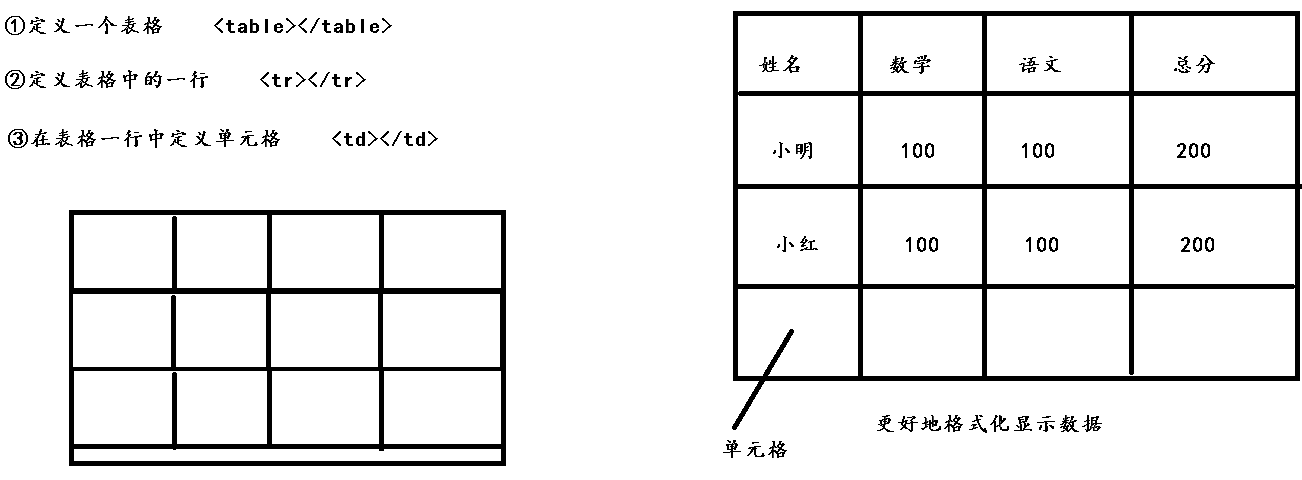 ①定义一个表格 <table></table>
②定义表格中的一行 <tr></tr>
③在表格一行中定义单元格 <td></td>
姓名 数学 语文 总分
小明 100 100 200
小红 100 100 200
单元格
更好地格式化显示数据